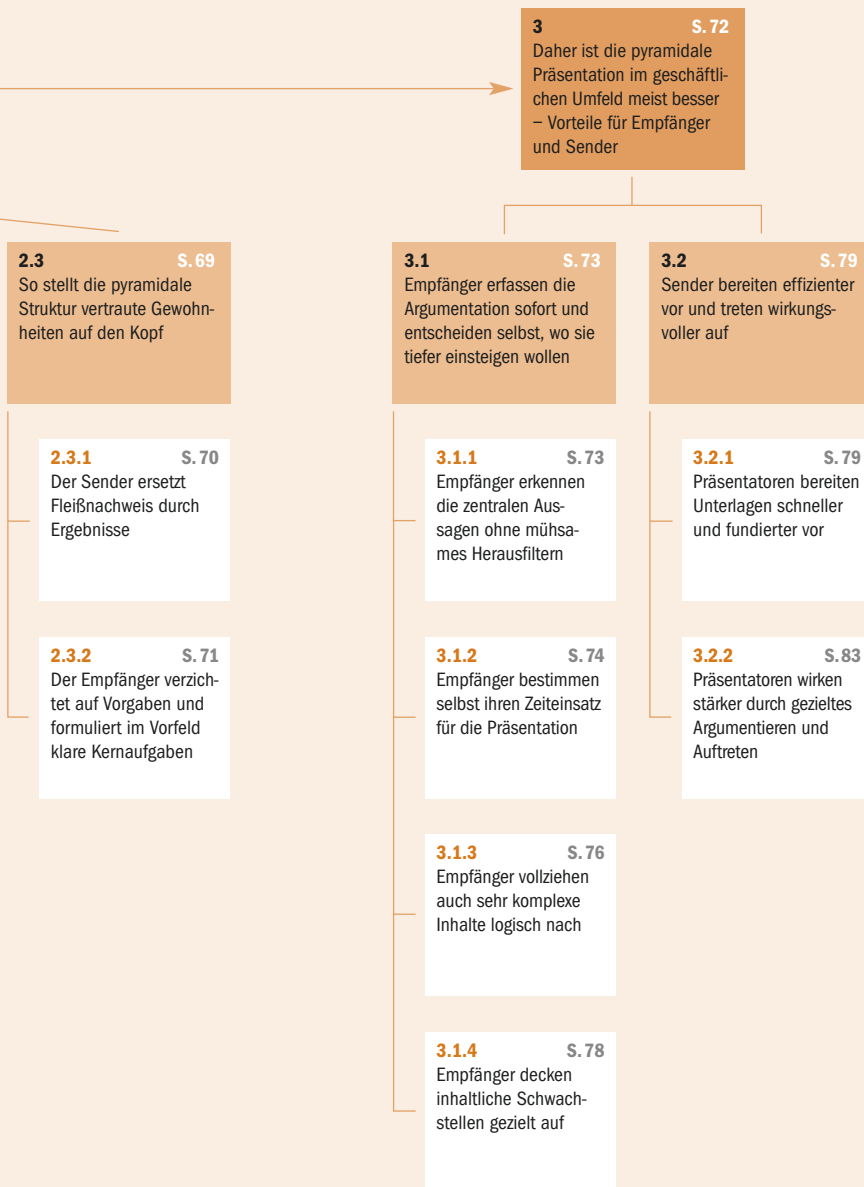 3 S. 72
Daher ist die pyramidale
Präsentation im geschäftli-
chen Umfeld meist besser
– Vorteile für Empfänger
und Sender
2.3 S. 69
So stellt die pyramidale
Struktur vertraute Gewohn-
heiten auf den Kopf
2.3.1 S. 70
Der Sender ersetzt
Fleißnachweis durch
Ergebnisse
2.3.2 S. 71
Der Empfänger verzich-
tet auf Vorgaben und
formuliert im Vorfeld
klare Kernaufgaben
3.1 S. 73
Empfänger erfassen die
Argumentation sofort und
entscheiden selbst, wo sie
tiefer einsteigen wollen
3.1.1 S. 73
Empfänger erkennen
die zentralen Aus-
sagen ohne mühsa-
mes Herausfiltern
3.1.2 S. 74
Empfänger bestimmen
selbst ihren Zeiteinsatz
für die Präsentation
3.1.3 S. 76
Empfänger vollziehen
auch sehr komplexe
Inhalte logisch nach
3.1.4 S. 78
Empfänger decken
inhaltliche Schwach-
stellen gezielt auf
3.2 S. 79
Sender bereiten effizienter
vor und treten wirkungs-
voller auf
3.2.1 S. 79
Präsentatoren bereiten
Unterlagen schneller
und fundierter vor
3.2.2 S. 83
Präsentatoren wirken
stärker durch gezieltes
Argumentieren und
Auftreten